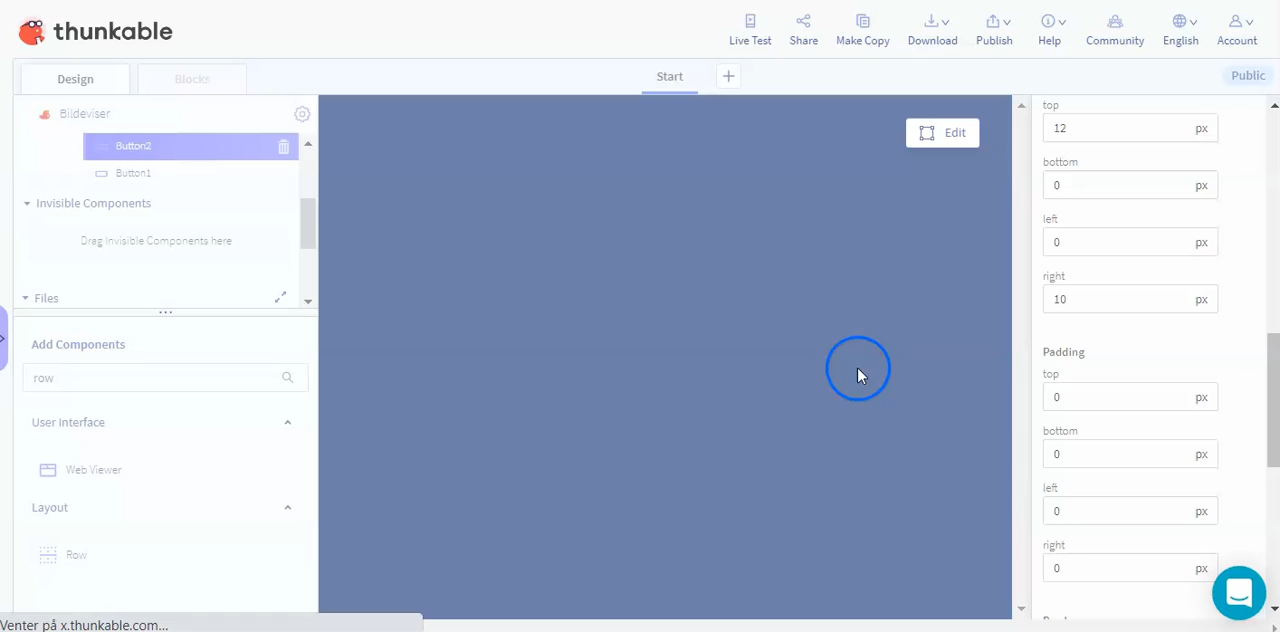 thunkable
Live Test
Share
Make Copy
Download
Publish
Help
Community
English
Account
Design
Blocks
Start
Public
Bildeviser
Button2
Button1
Invisible Components
Drag Invisible Components here
Files
Add Components
row
User Interface
Web Viewer
Layout
Row
Edit
top
12 px
bottom
0 px
left
0 px
right
10 px
Padding
top
0 px
bottom
0 px
left
0 px
right
0 px
Venter på x.thunkable.com...